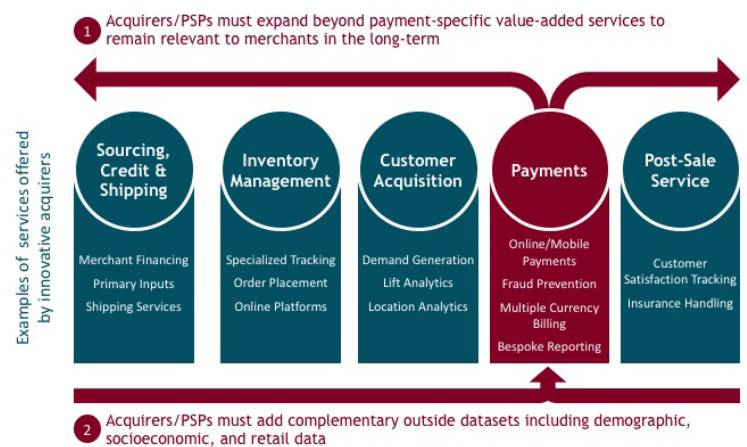 1 Acquirers/PSPs must expand beyond payment-specific value-added services to
remain relevant to merchants in the long-term
Examples of services offered
by innovative acquirers
Sourcing,
Credit &
Shipping
Merchant Financing
Primary Inputs
Shipping Services
Inventory
Management
Specialized Tracking
Order Placement
Online Platforms
Customer
Acquisition
Demand Generation
Lift Analytics
Location Analytics
Payments
Online/Mobile
Payments
Fraud Prevention
Multiple Currency
Billing
Bespoke Reporting
Post-Sale
Service
Customer
Satisfaction Tracking
Insurance Handling
2 Acquirers/PSPs must add complementary outside datasets including demographic,
socioeconomic, and retail data